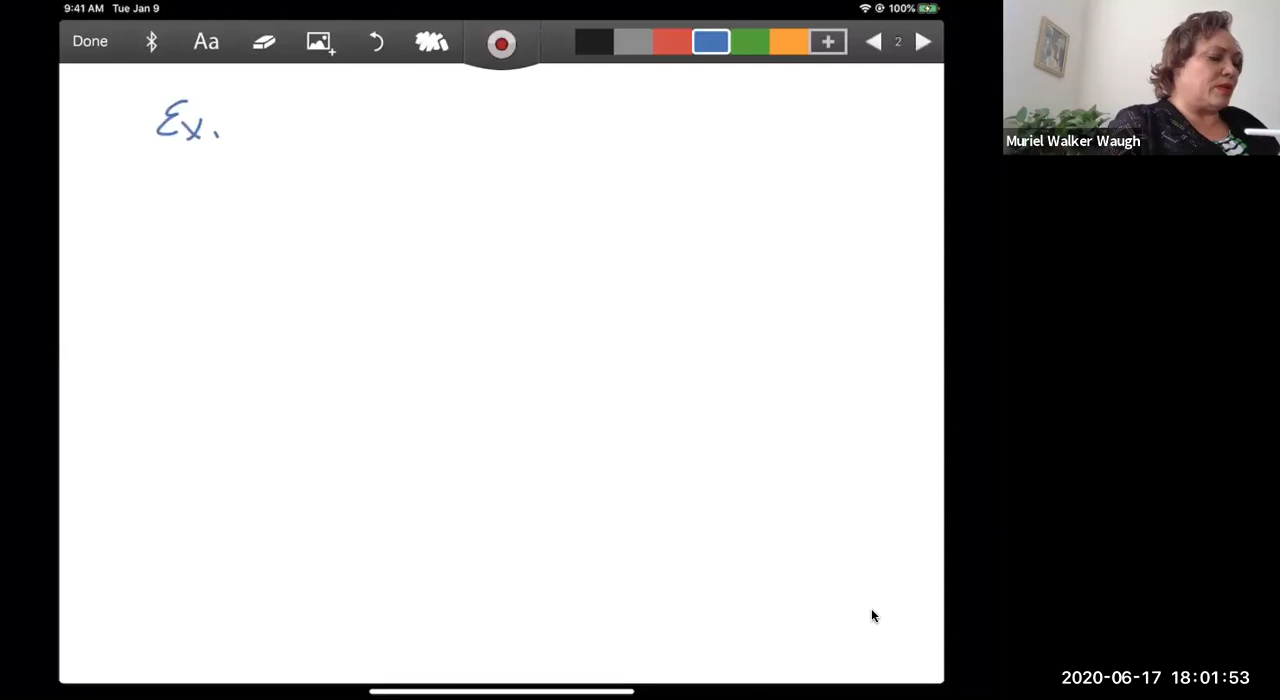 9:41 AM Tue Jan 9 100%
Done Aa 2
Ex.
Muriel Walker Waugh
2020-06-17 18:01:53